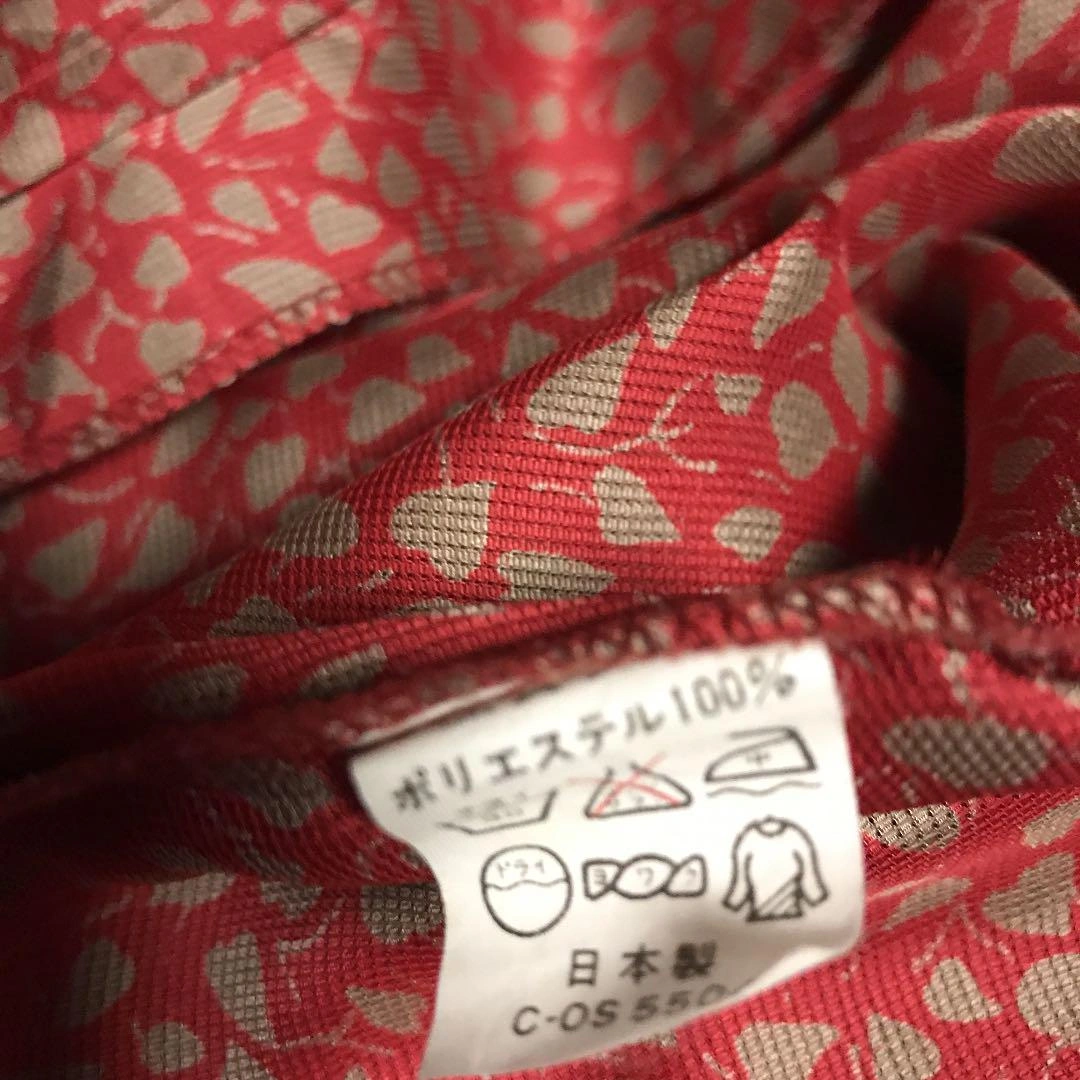 ポリエステル100%
中
ドライ ヨワク
日本製
C-OS 550